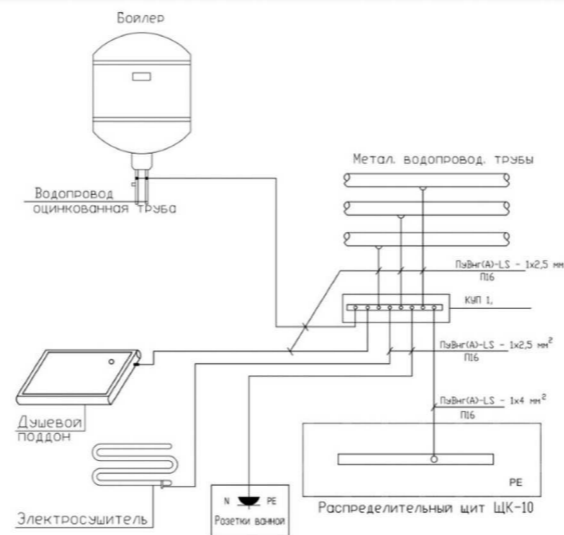 Бойлер
Метал. водопровод. трубы
Водопровод
оцинкованная труба
ПуВнг(А)-LS - 1х2,5 мм
П16
КУП 1,
ПуВнг(А)-LS - 1х2,5 мм²
П16
ПуВнг(А)-LS - 1х4 мм²
П16
Душевой
поддон
Электросушитель
N PE
Розетки ванной
PE
Распределительный щит ЩК-10